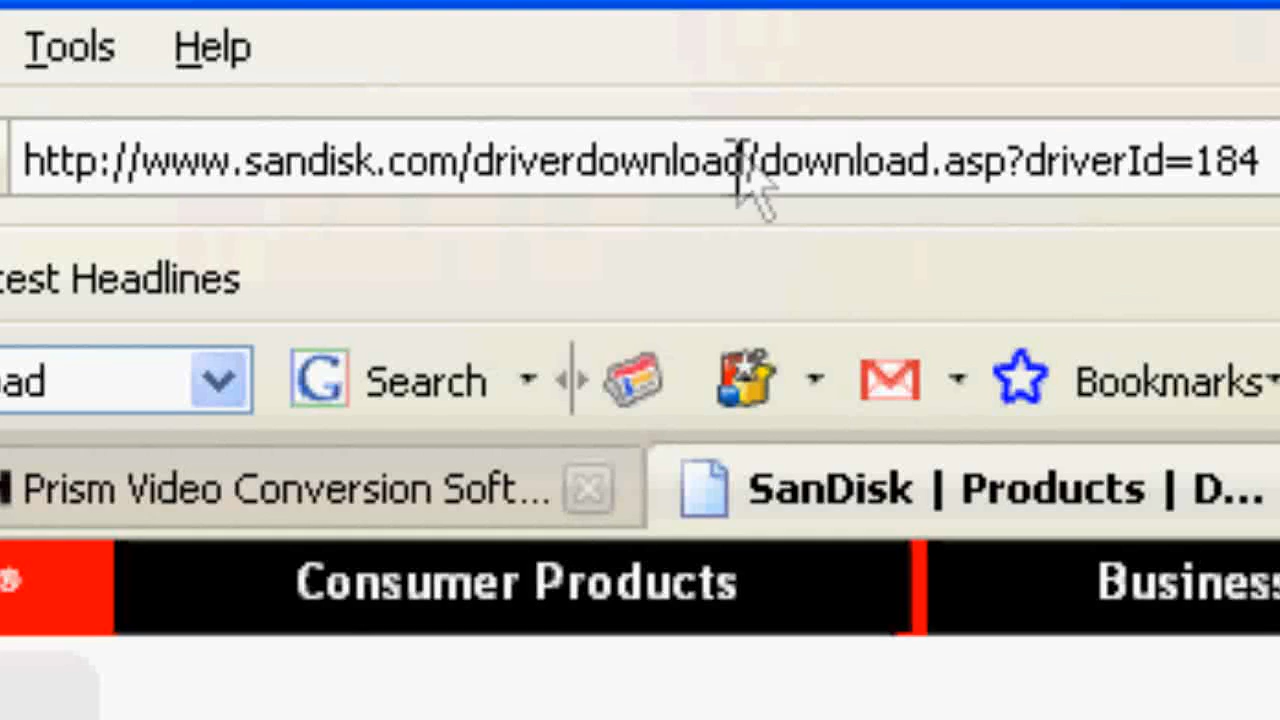 Tools Help
http://www.sandisk.com/driverdownload/download.asp?driverId=184
test Headlines
oad G Search Bookmarks
Prism Video Conversion Soft... SanDisk | Products | D...
® Consumer Products Business